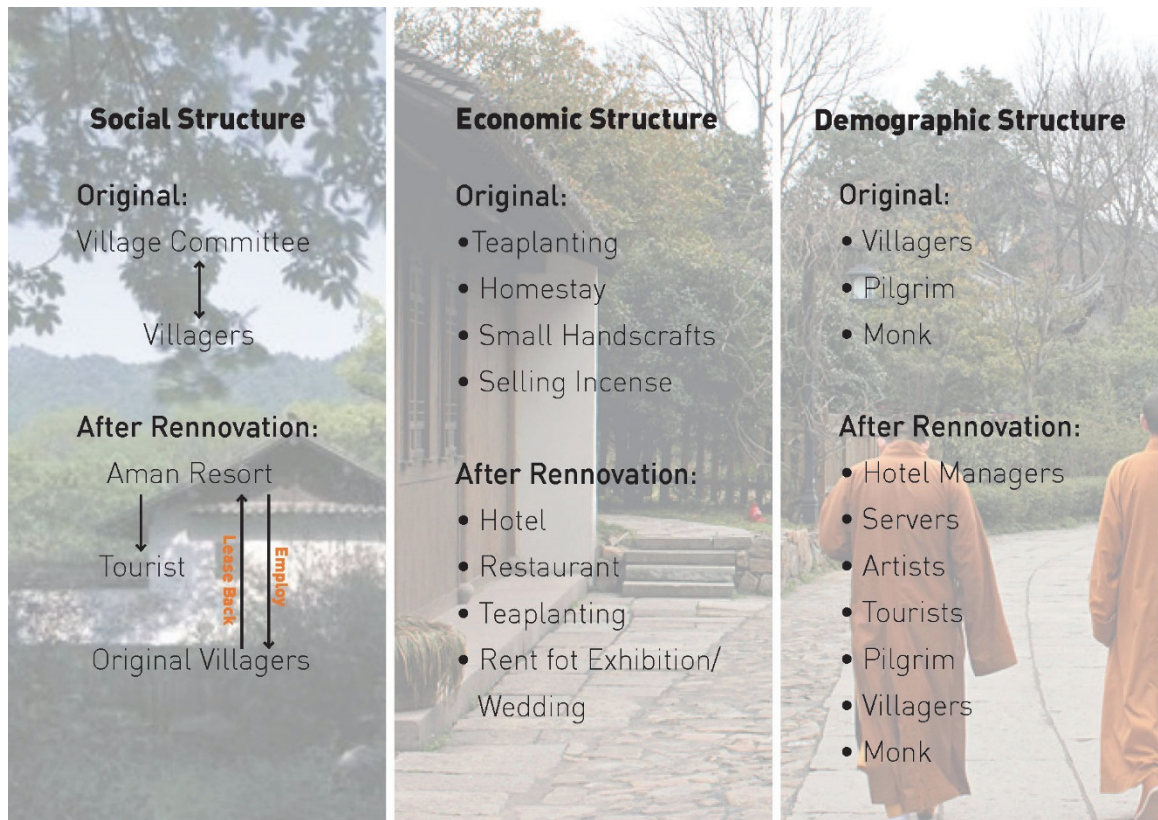 Social Structure
Original:
Village Committee
Villagers
After Rennovation:
Aman Resort
Tourist
Lease Back
Employ
Original Villagers
Economic Structure
Original:
•Teaplanting
• Homestay
• Small Handscrafts
• Selling Incense
After Rennovation:
• Hotel
• Restaurant
• Teaplanting
• Rent fot Exhibition/
Wedding
Demographic Structure
Original:
• Villagers
• Pilgrim
• Monk
After Rennovation:
• Hotel Managers
• Servers
• Artists
• Tourists
• Pilgrim
• Villagers
• Monk